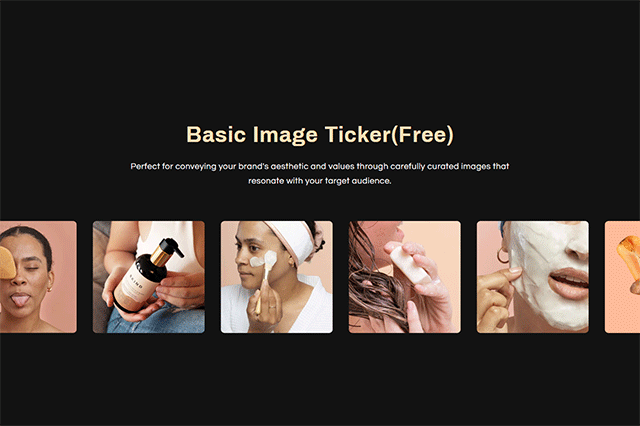 Basic Image Ticker(Free)
Perfect for conveying your brand's aesthetic and values through carefully curated images that
resonate with your target audience.